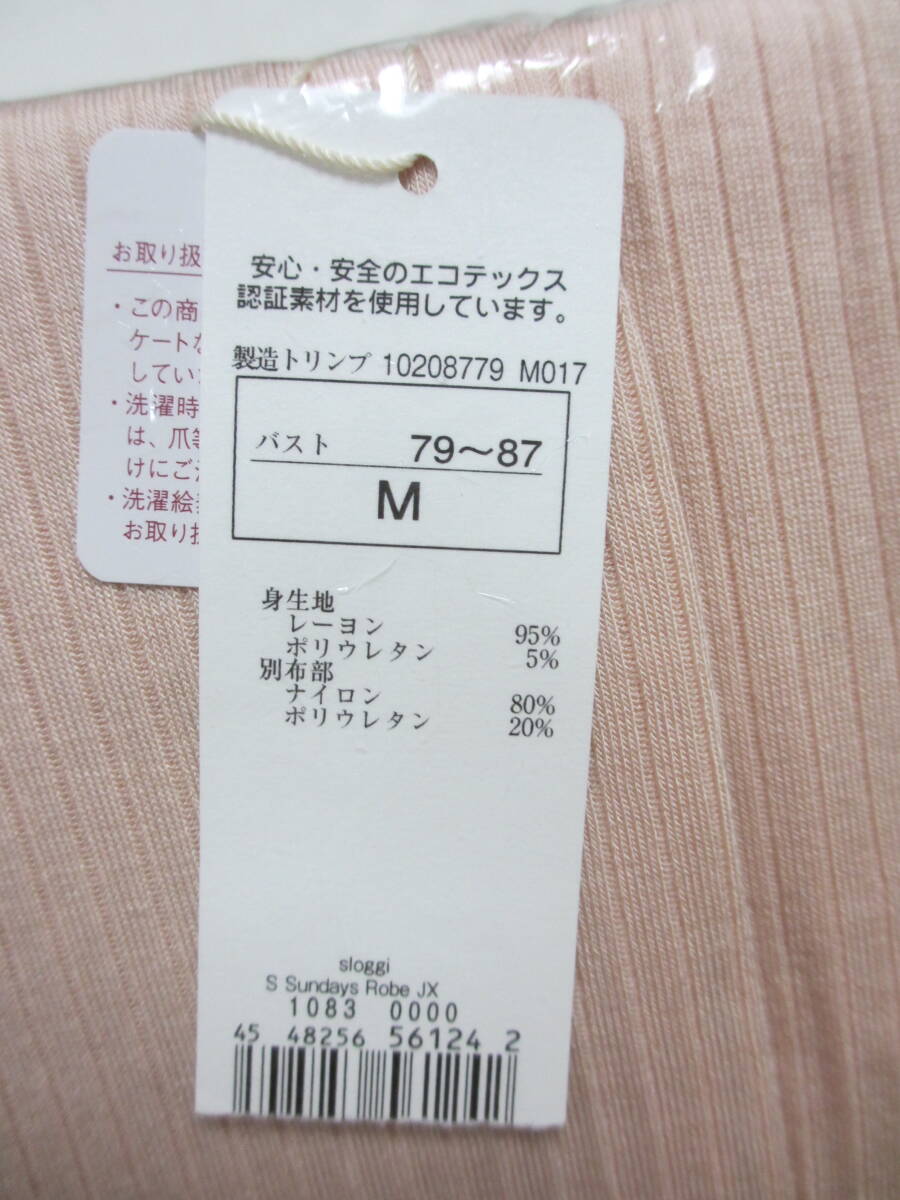 安心・安全のエコテックス
認証素材を使用しています。
製造トリンプ 10208779 M017
バスト 79～87
M
身生地
レーヨン 95%
ポリウレタン 5%
別布部
ナイロン 80%
ポリウレタン 20%
sloggi
S Sundays Robe JX
1083 0000
45 48256 56124 2
お取り扱
・この商
ケートな
してい
・洗濯時
は、爪等
けにご注
・洗濯絵
お取り扱